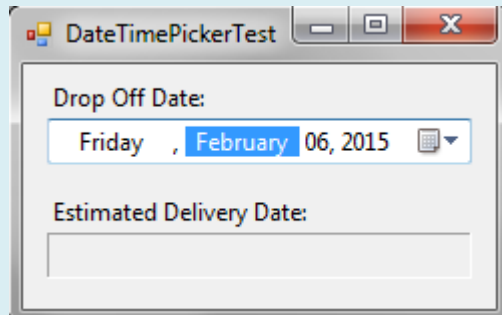 DateTimePickerTest
Drop Off Date:
Friday , February 06, 2015
Estimated Delivery Date: